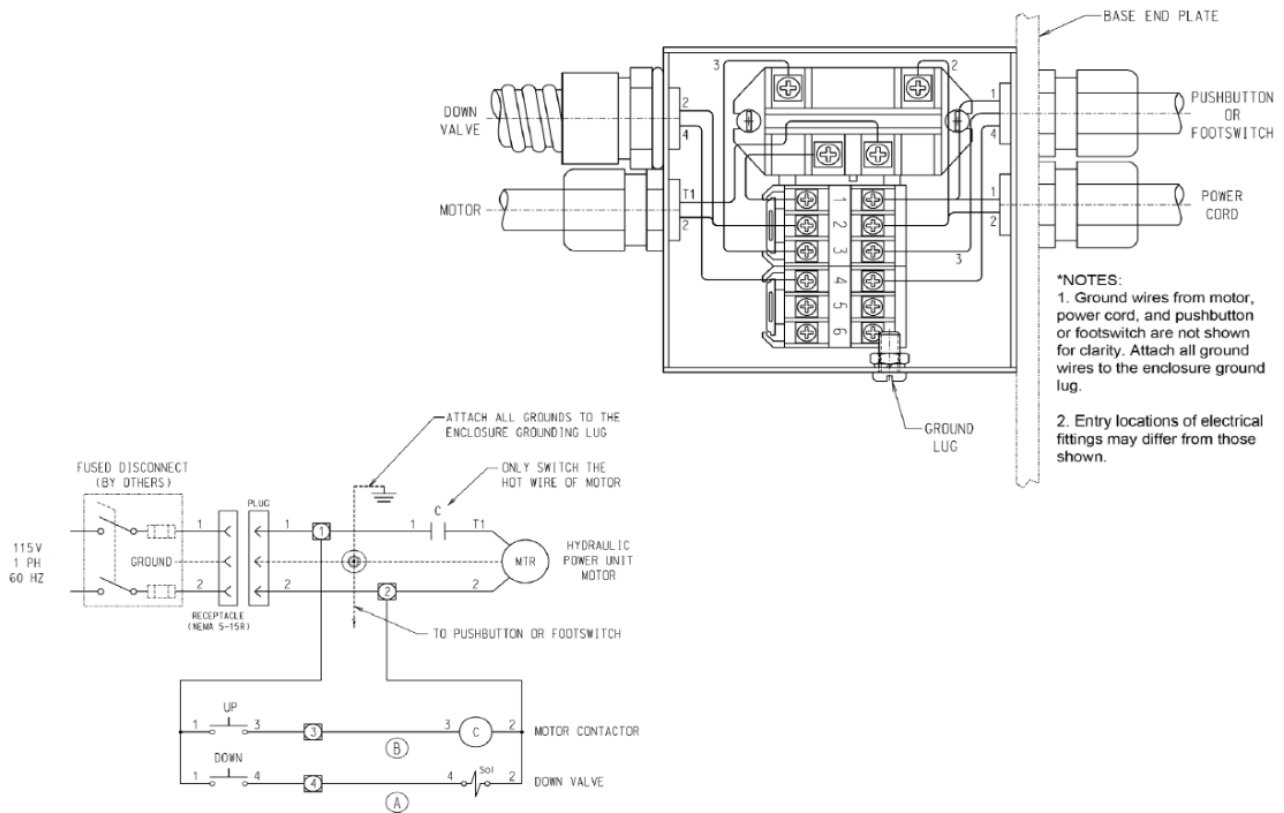 BASE END PLATE
3
2
DOWN
VALVE
2
4
1
4
PUSHBUTTON
OR
FOOTSWITCH
MOTOR
T1
2
1
2
POWER
CORD
1
2
3
3
4
5
6
GROUND
LUG
*NOTES:
1. Ground wires from motor,
power cord, and pushbutton
or footswitch are not shown
for clarity. Attach all ground
wires to the enclosure ground
lug.
2. Entry locations of electrical
fittings may differ from those
shown.
ATTACH ALL GROUNDS TO THE
ENCLOSURE GROUNDING LUG
FUSED DISCONNECT
(BY OTHERS)
ONLY SWITCH THE
HOT WIRE OF MOTOR
PLUG
C
1
1
1
1
T1
115V
1 PH
60 HZ
GROUND
MTR
HYDRAULIC
POWER UNIT
MOTOR
2
2
2
2
RECEPTACLE
(NEMA 5-15R)
TO PUSHBUTTON OR FOOTSWITCH
UP
1
3
3
3
C
2
MOTOR CONTACTOR
B
DOWN
1
4
4
4
Sol
2
DOWN VALVE
A